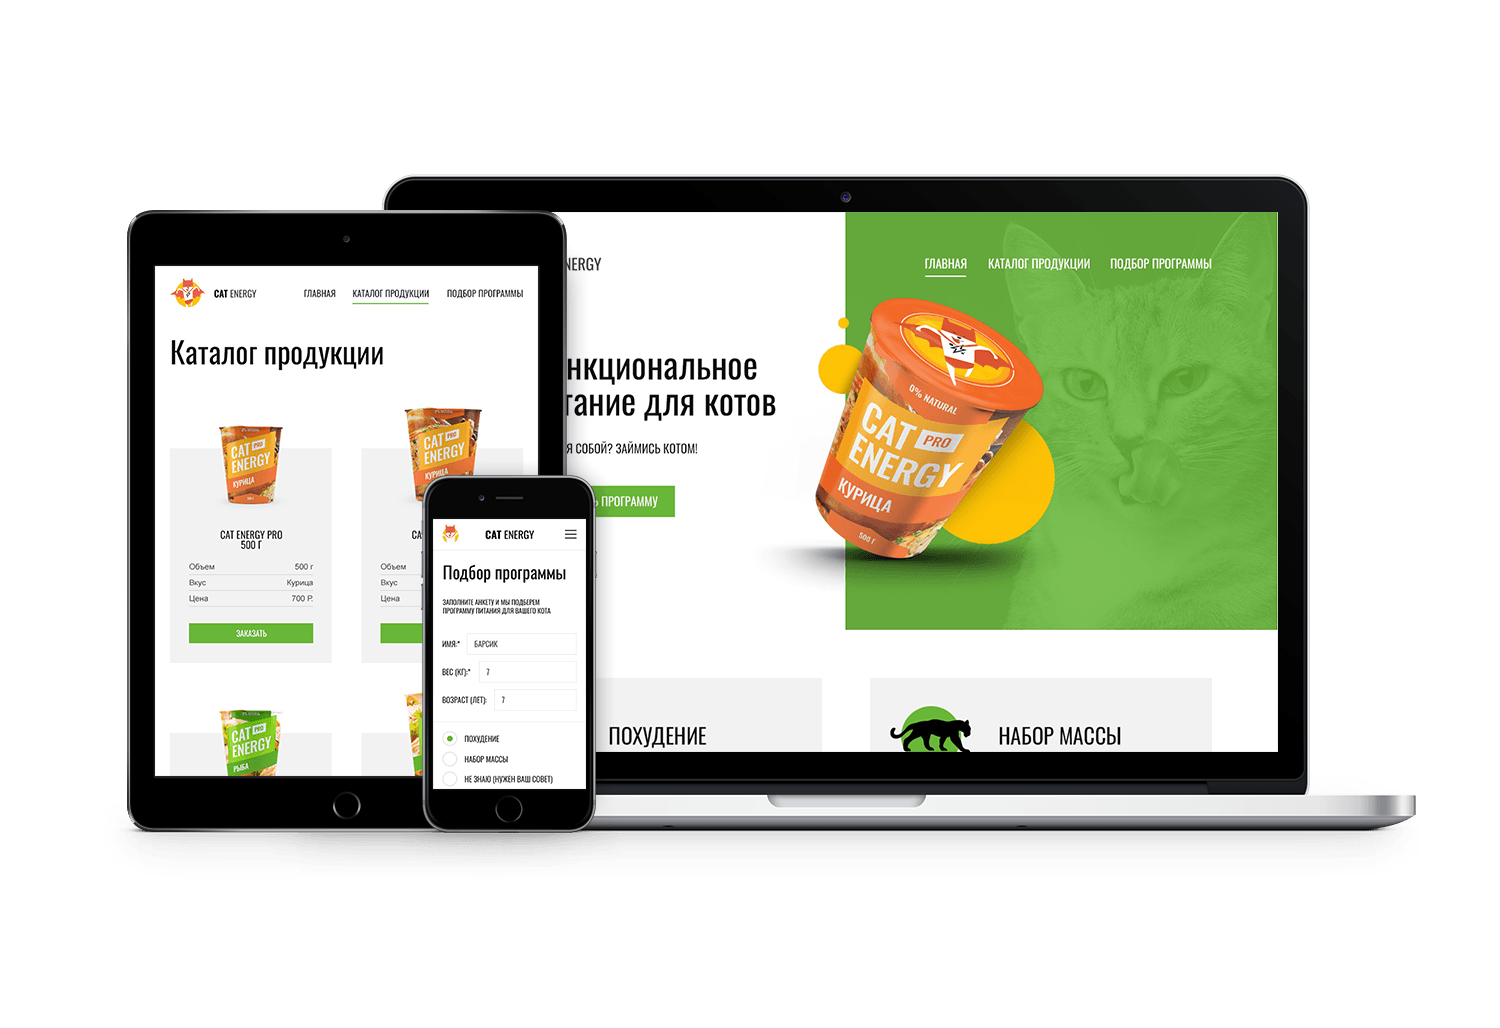 CAT ENERGY
ГЛАВНАЯ
КАТАЛОГ ПРОДУКЦИИ
ПОДБОР ПРОГРАММЫ
Каталог продукции
CAT PRO
ENERGY
КУРИЦА
CAT ENERGY PRO
500 Г
Объем 500 г
Вкус Курица
Цена 700 Р.
ЗАКАЗАТЬ
CAT PRO
ENERGY
КУРИЦА
CA
Объем
Вкус
Цена
CAT PRO
ENERGY
РЫБА
CAT ENERGY
Подбор программы
ЗАПОЛНИТЕ АНКЕТУ И МЫ ПОДБЕРЕМ
ПРОГРАММУ ПИТАНИЯ ДЛЯ ВАШЕГО КОТА
ИМЯ:* БАРСИК
ВЕС (КГ):* 7
ВОЗРАСТ (ЛЕТ): 7
ПОХУДЕНИЕ
НАБОР МАССЫ
НЕ ЗНАЮ (НУЖЕН ВАШ СОВЕТ)
NERGY
ГЛАВНАЯ
КАТАЛОГ ПРОДУКЦИИ
ПОДБОР ПРОГРАММЫ
нкциональное
тание для котов
Я СОБОЙ? ЗАЙМИСЬ КОТОМ!
Ь ПРОГРАММУ
0% NATURAL
CAT PRO
ENERGY
КУРИЦА
500 Г
ПОХУДЕНИЕ
НАБОР МАССЫ